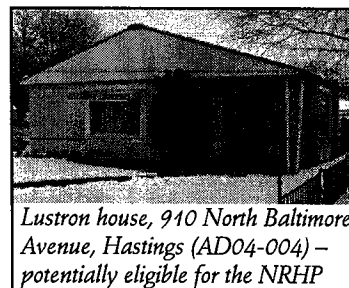 Lustron house, 910 North Baltimore
Avenue, Hastings (AD04-004) –
potentially eligible for the NRHP